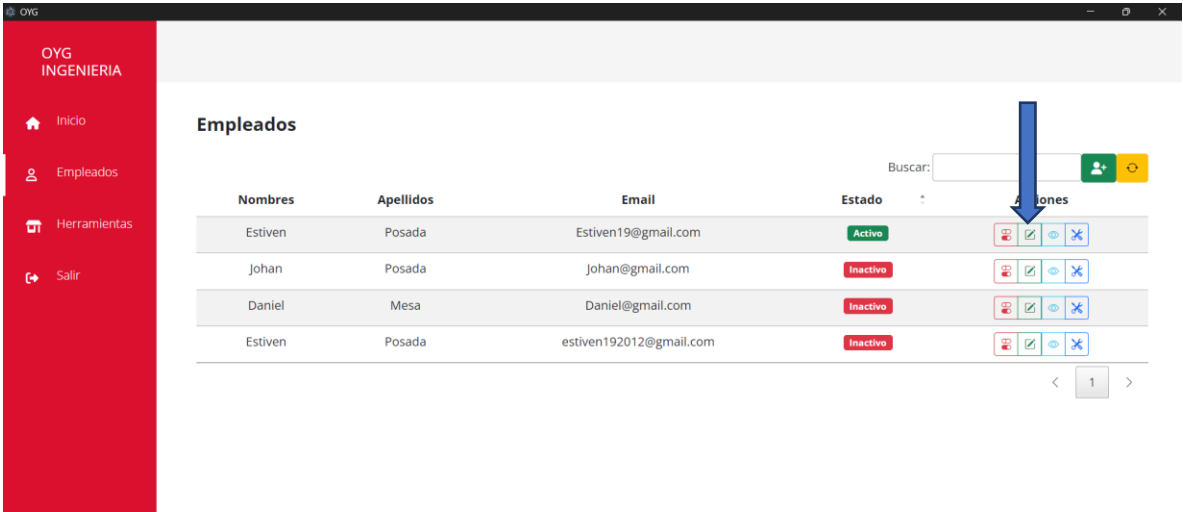 OYG
OYG
INGENIERIA
Inicio
Empleados
Herramientas
Salir
Empleados
Buscar:
Nombres Apellidos Email Estado
Estiven Posada Estiven19@gmail.com Activo
Johan Posada Johan@gmail.com Inactivo
Daniel Mesa Daniel@gmail.com Inactivo
Estiven Posada estiven192012@gmail.com Inactivo
< 1 >